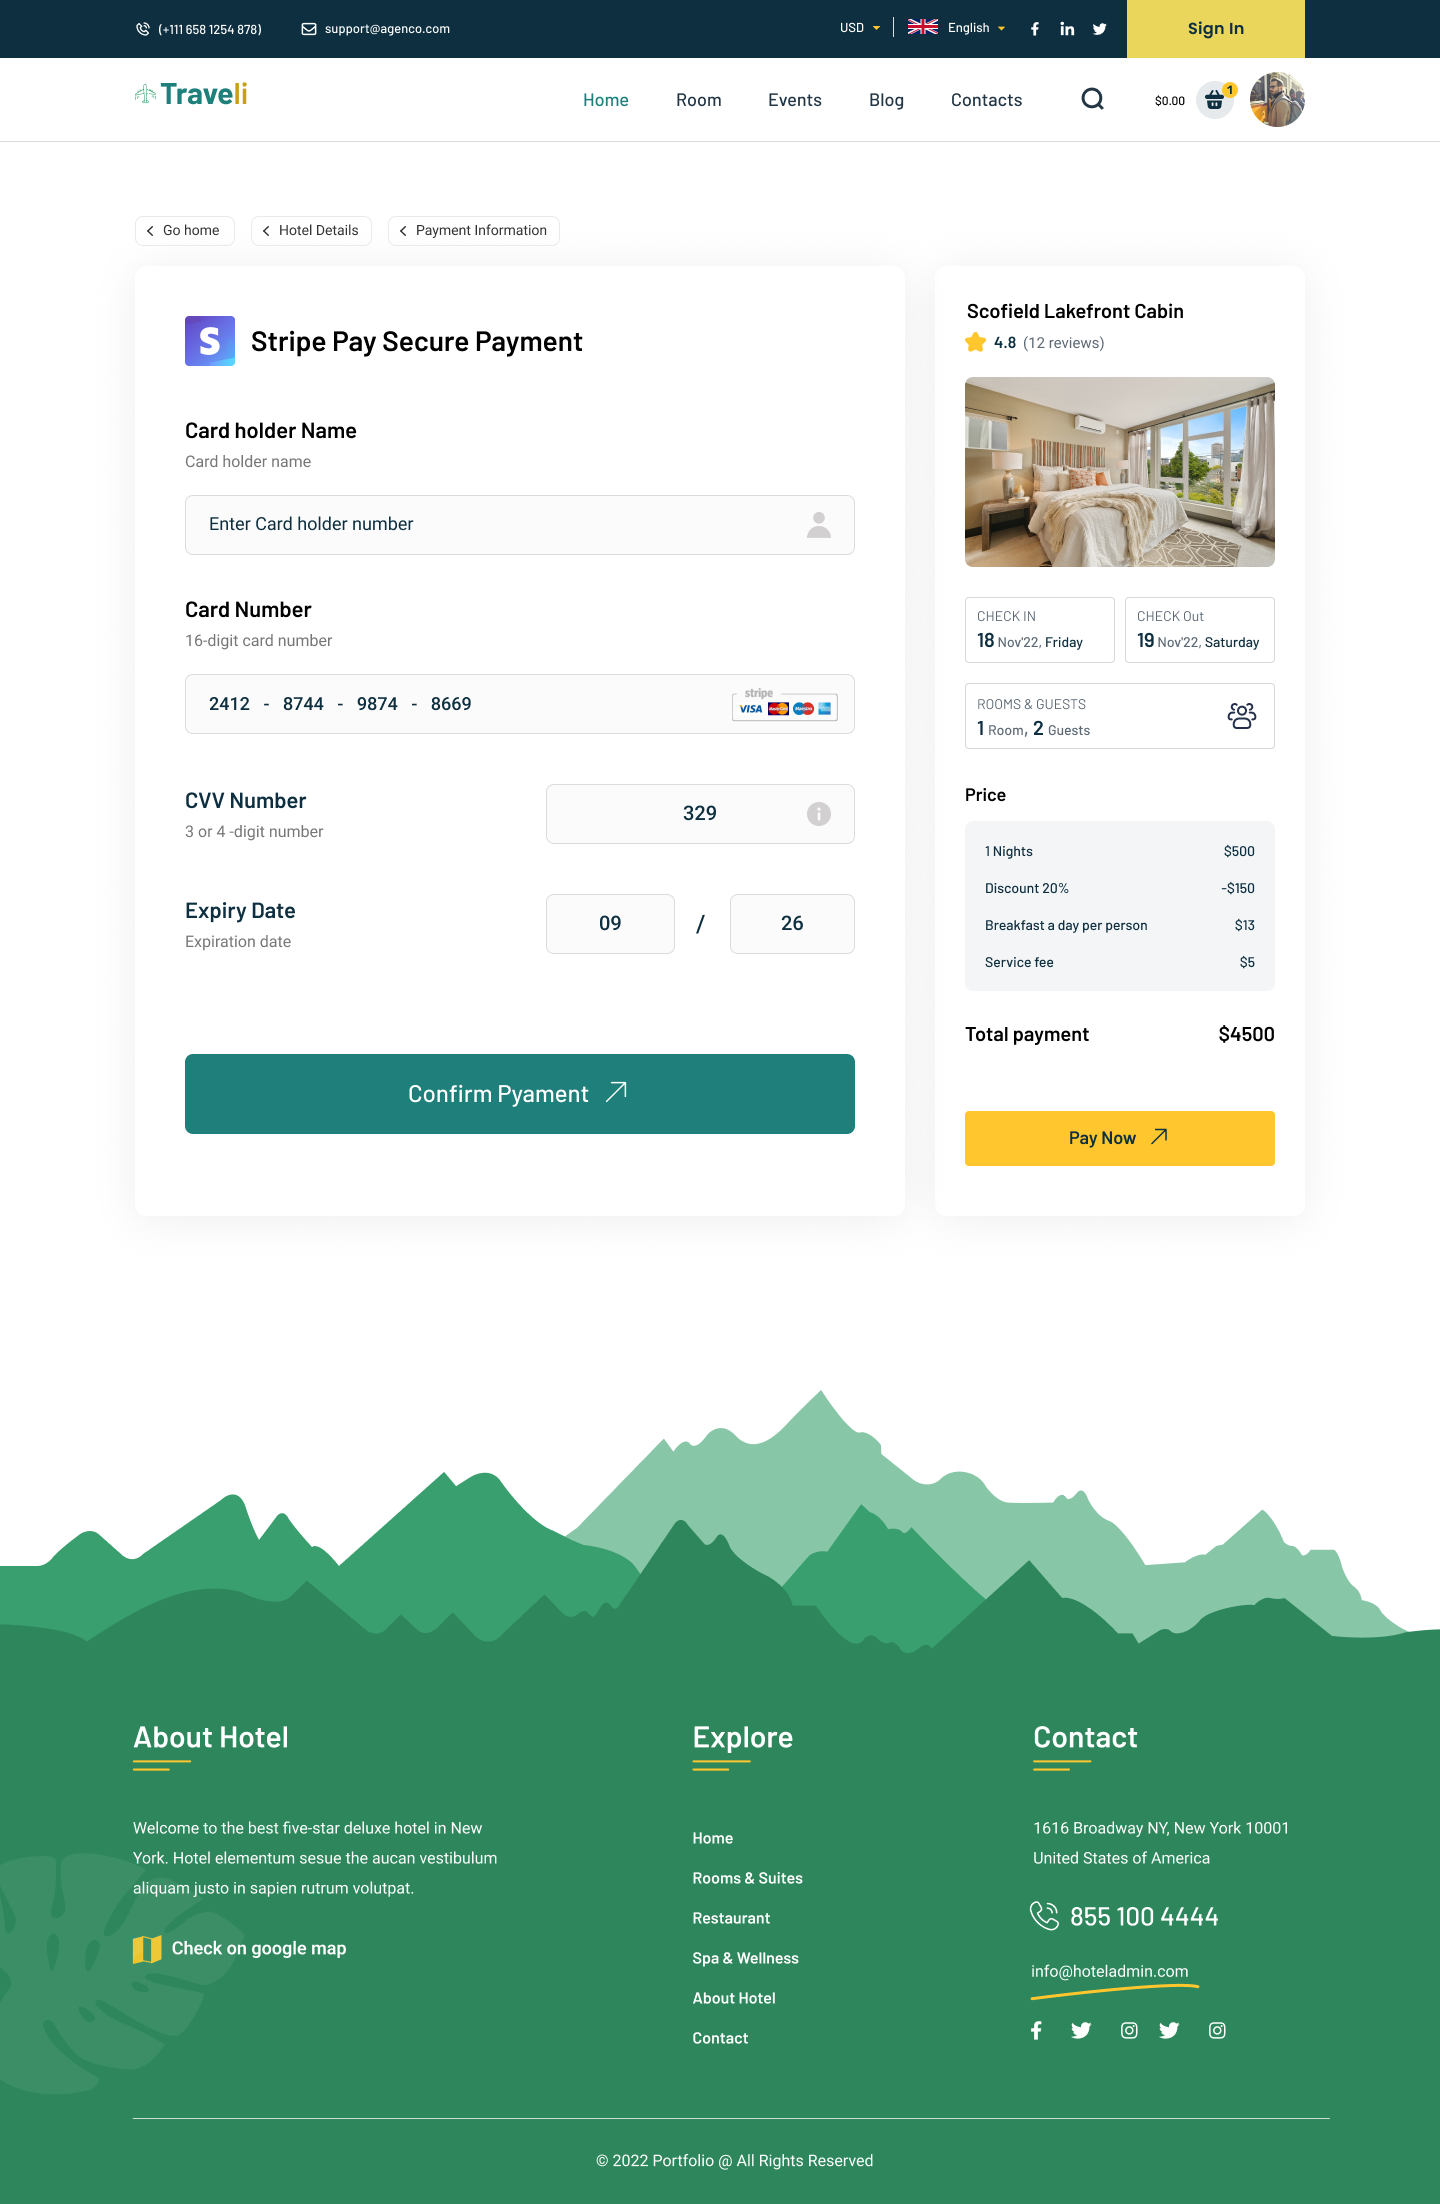 (+111 658 1254 878)
support@agenco.com
USD
English
Sign In
Traveli
Home
Room
Events
Blog
Contacts
$0.00
1
Go home
Hotel Details
Payment Information
S
Stripe Pay Secure Payment
Card holder Name
Card holder name
Enter Card holder number
Card Number
16-digit card number
2412 - 8744 - 9874 - 8669
stripe
VISA
MasterCard
Maestro
CVV Number
3 or 4 -digit number
329
Expiry Date
Expiration date
09 / 26
Confirm Pyament
Scofield Lakefront Cabin
4.8 (12 reviews)
CHECK IN
18 Nov'22, Friday
CHECK Out
19 Nov'22, Saturday
ROOMS & GUESTS
1 Room, 2 Guests
Price
1 Nights $500
Discount 20% -$150
Breakfast a day per person $13
Service fee $5
Total payment $4500
Pay Now
About Hotel
Welcome to the best five-star deluxe hotel in New
York. Hotel elementum sesue the aucan vestibulum
aliquam justo in sapien rutrum volutpat.
Check on google map
Explore
Home
Rooms & Suites
Restaurant
Spa & Wellness
About Hotel
Contact
Contact
1616 Broadway NY, New York 10001
United States of America
855 100 4444
info@hoteladmin.com
© 2022 Portfolio @ All Rights Reserved